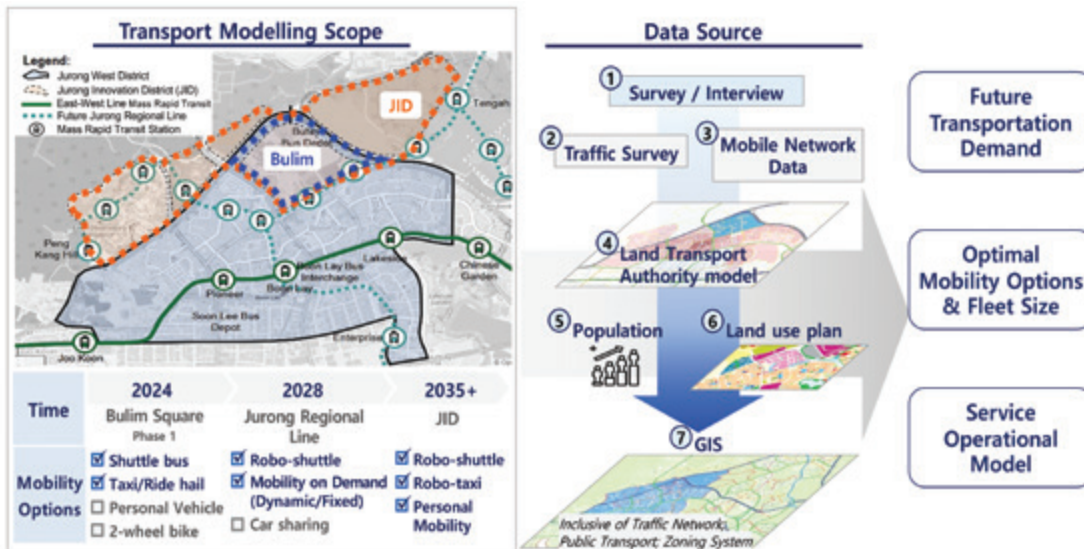 Transport Modelling Scope
Legend:
Jurong West District
Jurong Innovation District (JID)
East-West Line Mass Rapid Transit
Future Jurong Regional Line
Mass Rapid Transit Station
JID
Tengah
Bulim
Bus Depot
Peng
Kang Hill
Lakeside
Chinese
Garden
Boon Lay Bus
Interchange
Boon Lay
Pioneer
Soon Lee Bus
Depot
Enterprise
Joo Koon
Time
2024
Bulim Square
Phase 1
2028
Jurong Regional
Line
2035+
JID
Mobility
Options
Shuttle bus
Taxi/Ride hail
Personal Vehicle
2-wheel bike
Robo-shuttle
Mobility on Demand
(Dynamic/Fixed)
Car sharing
Robo-shuttle
Robo-taxi
Personal
Mobility
Data Source
1 Survey / Interview
2 Traffic Survey
3 Mobile Network
Data
4 Land Transport
Authority model
5 Population
6 Land use plan
7 GIS
Inclusive of Traffic Network;
Public Transport; Zoning System
Future
Transportation
Demand
Optimal
Mobility Options
& Fleet Size
Service
Operational
Model